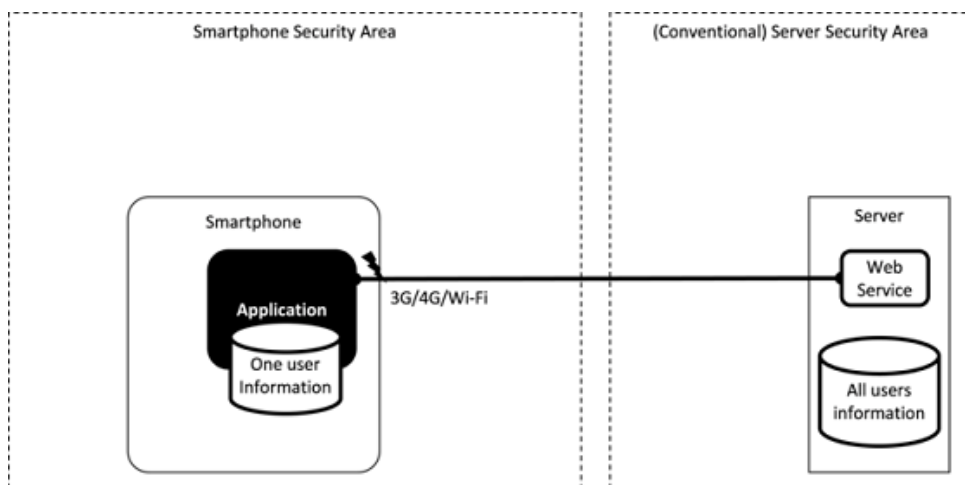 Smartphone Security Area
(Conventional) Server Security Area
Smartphone
Application
One user
Information
3G/4G/Wi-Fi
Server
Web
Service
All users
information